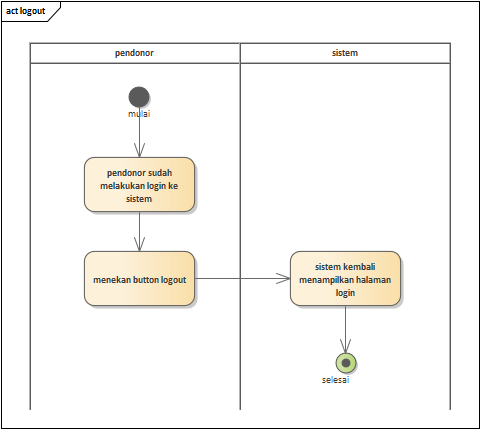 act logout
pendonor
sistem
mulai
pendonor sudah
melakukan login ke
sistem
menekan button logout
sistem kembali
menampilkan halaman
login
selesai